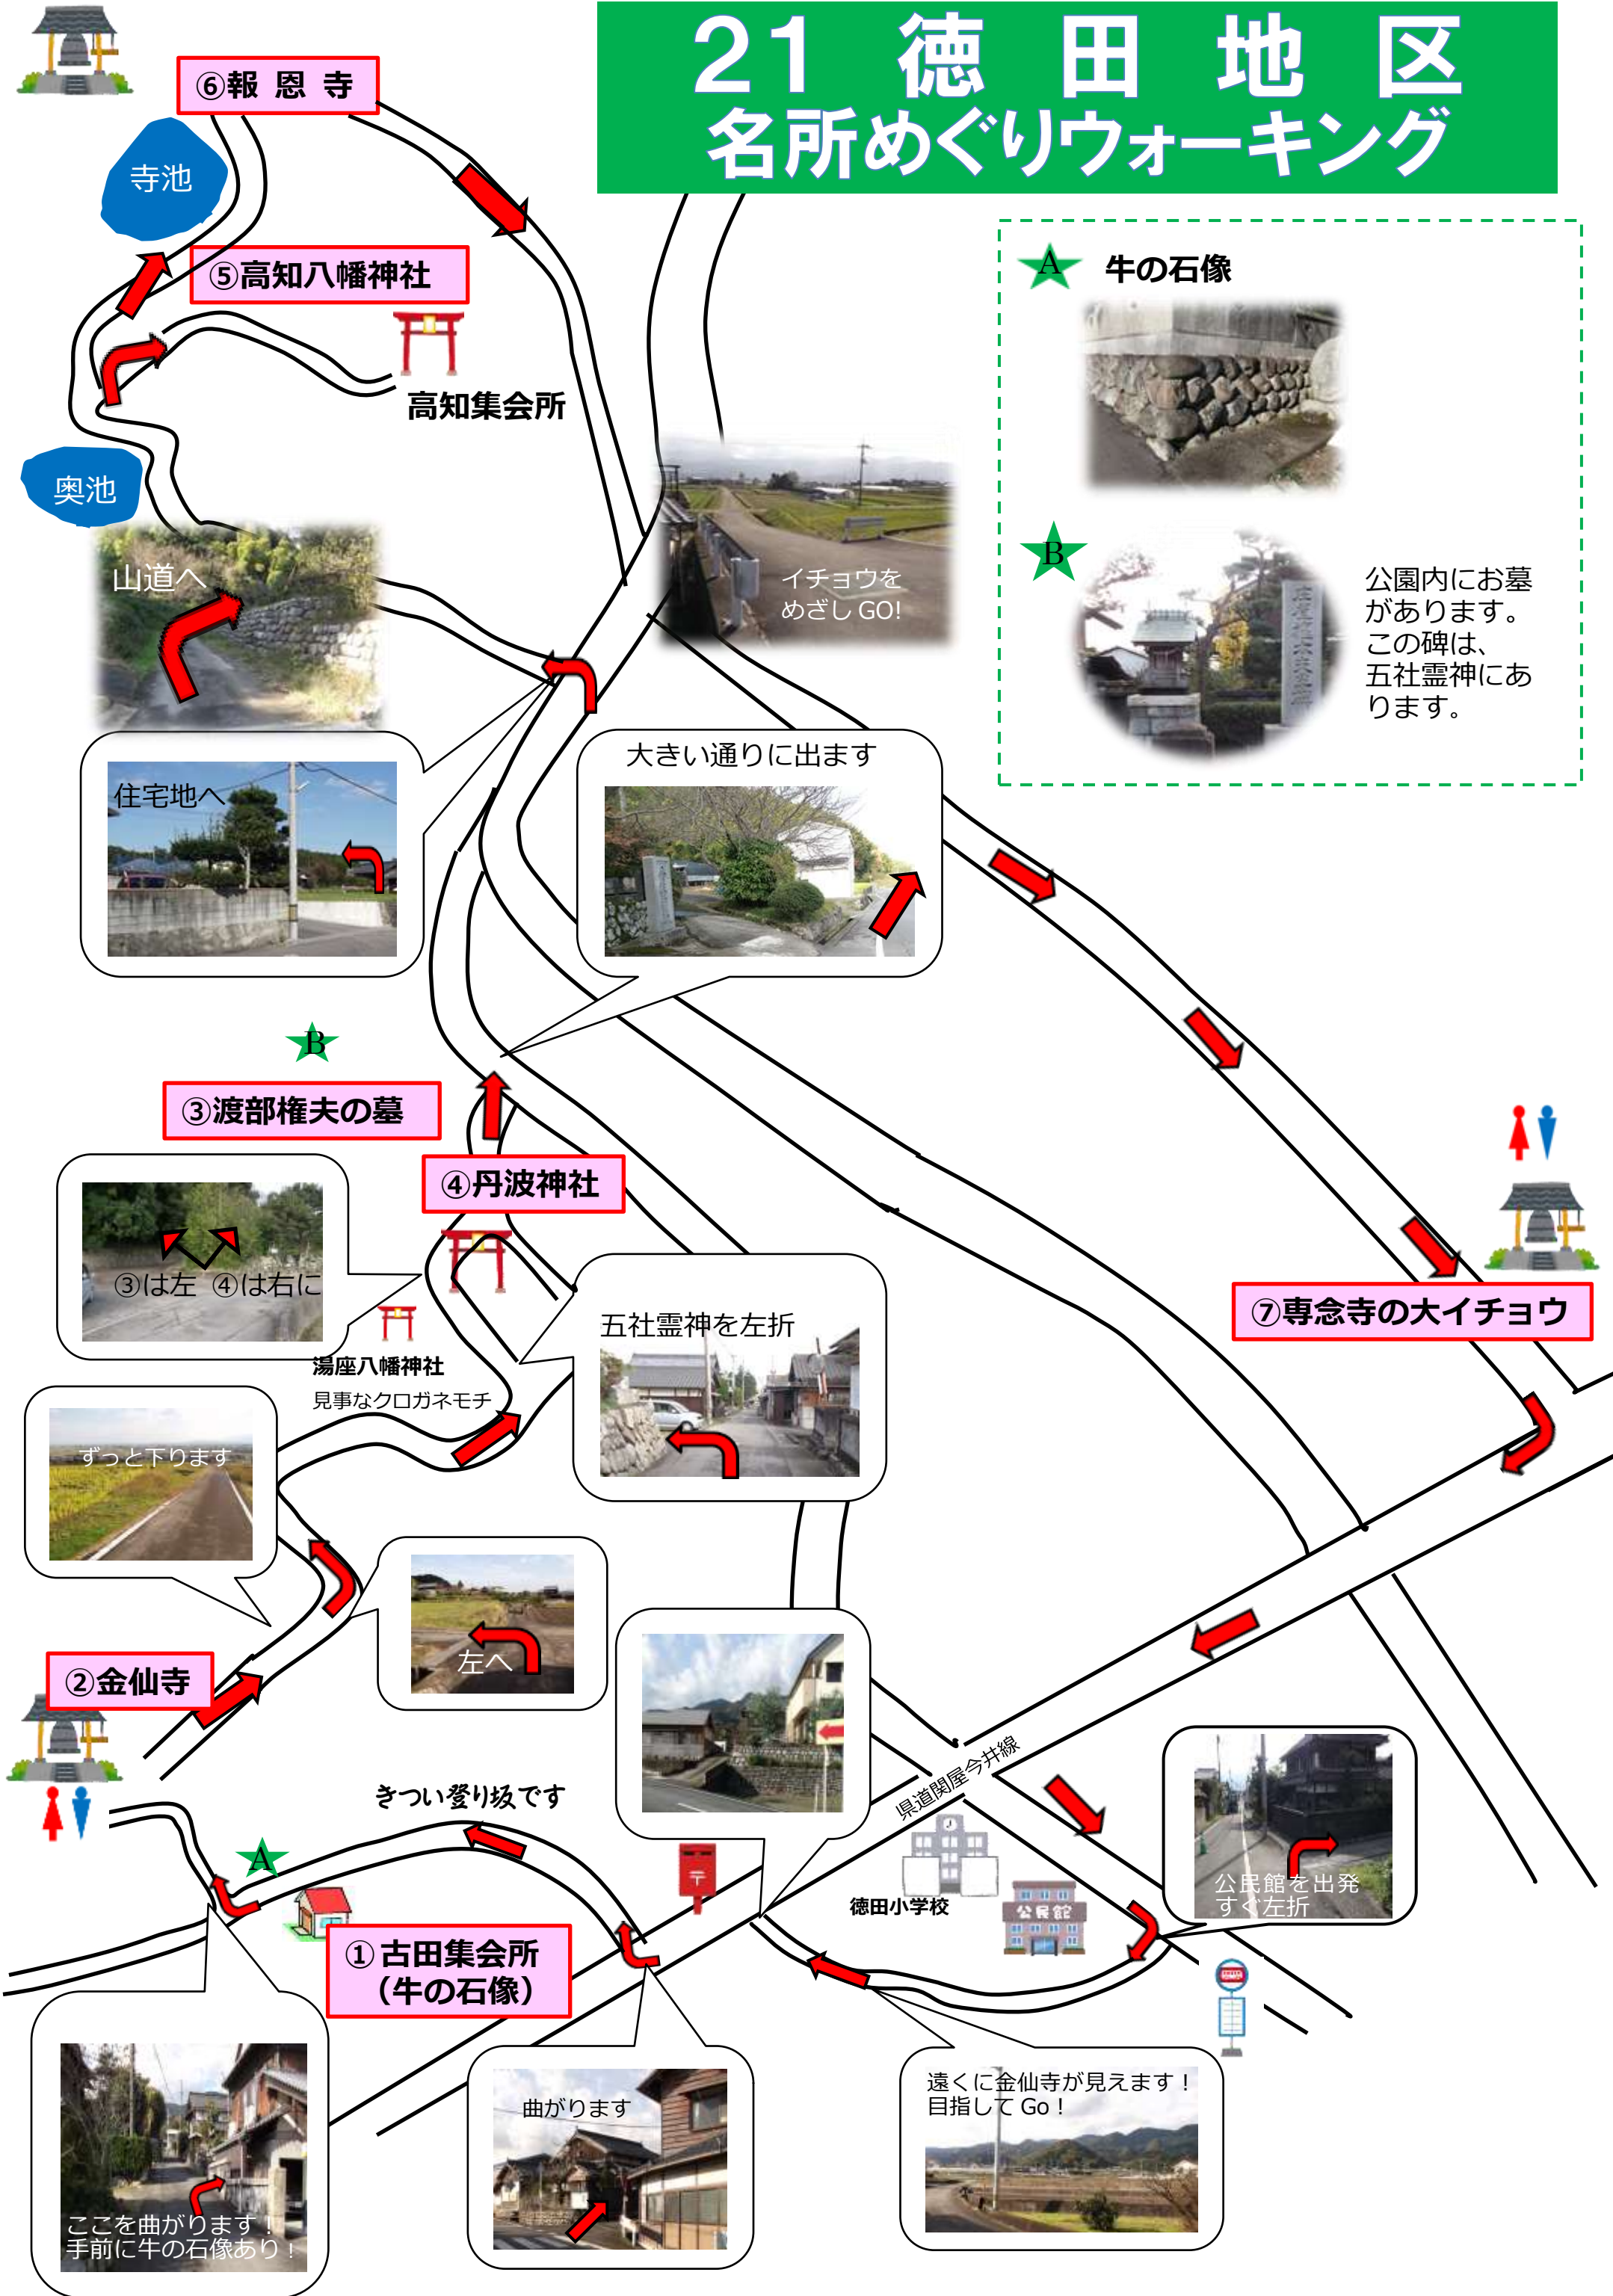 21 徳田地区
名所めぐりウォーキング
⑥報恩寺
寺池
⑤高知八幡神社
高知集会所
奥池
山道へ
イチョウを
めざしGO!
A 牛の石像
B
公園内にお墓
があります。
この碑は、
五社霊神にあ
ります。
住宅地へ
大きい通りに出ます
B
③渡部権夫の墓
④丹波神社
③は左 ④は右に
湯座八幡神社
見事なクロガネモチ
五社霊神を左折
⑦専念寺の大イチョウ
ずっと下ります
左へ
②金仙寺
きつい登り坂です
A
①古田集会所
（牛の石像）
〒
県道関屋今井線
徳田小学校
公民館
公民館を出発
すぐ左折
ここを曲がります！
手前に牛の石像あり！
曲がります
遠くに金仙寺が見えます！
目指してGo！